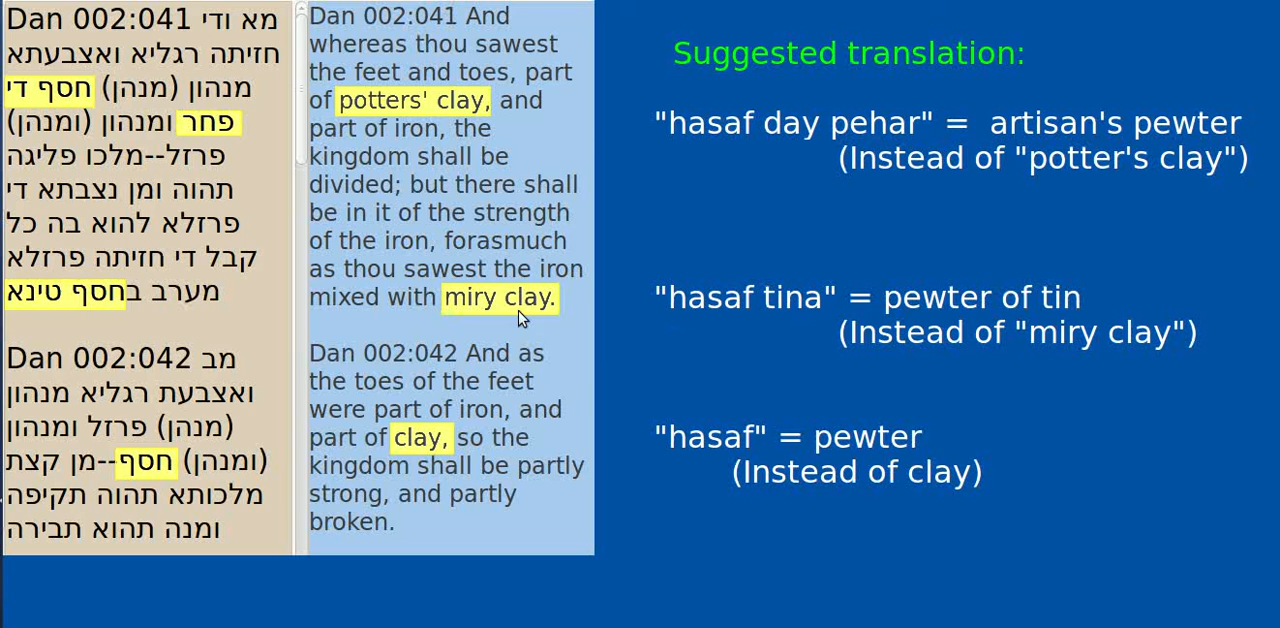 Dan 002:041 מא ודי
חזיתה רגליא ואצבעתא
מנהון (מנהן) חסף די
פחר ומנהון (ומנהן)
פרזל--מלכו פליגה
תהוה ומן נצבתא די
פרזלא להוא בה כל
קבל די חזיתה פרזלא
מערב בחסף טינא
Dan 002:042 מב
ואצבעת רגליא מנהון
(מנהן) פרזל ומנהון
(ומנהן) חסף--מן קצת
מלכותא תהוה תקיפה
ומנה תהוא תבירה
Dan 002:041 And
whereas thou sawest
the feet and toes, part
of potters' clay, and
part of iron, the
kingdom shall be
divided; but there shall
be in it of the strength
of the iron, forasmuch
as thou sawest the iron
mixed with miry clay.
Dan 002:042 And as
the toes of the feet
were part of iron, and
part of clay, so the
kingdom shall be partly
strong, and partly
broken.
Suggested translation:
"hasaf day pehar" = artisan's pewter
(Instead of "potter's clay")
"hasaf tina" = pewter of tin
(Instead of "miry clay")
"hasaf" = pewter
(Instead of clay)